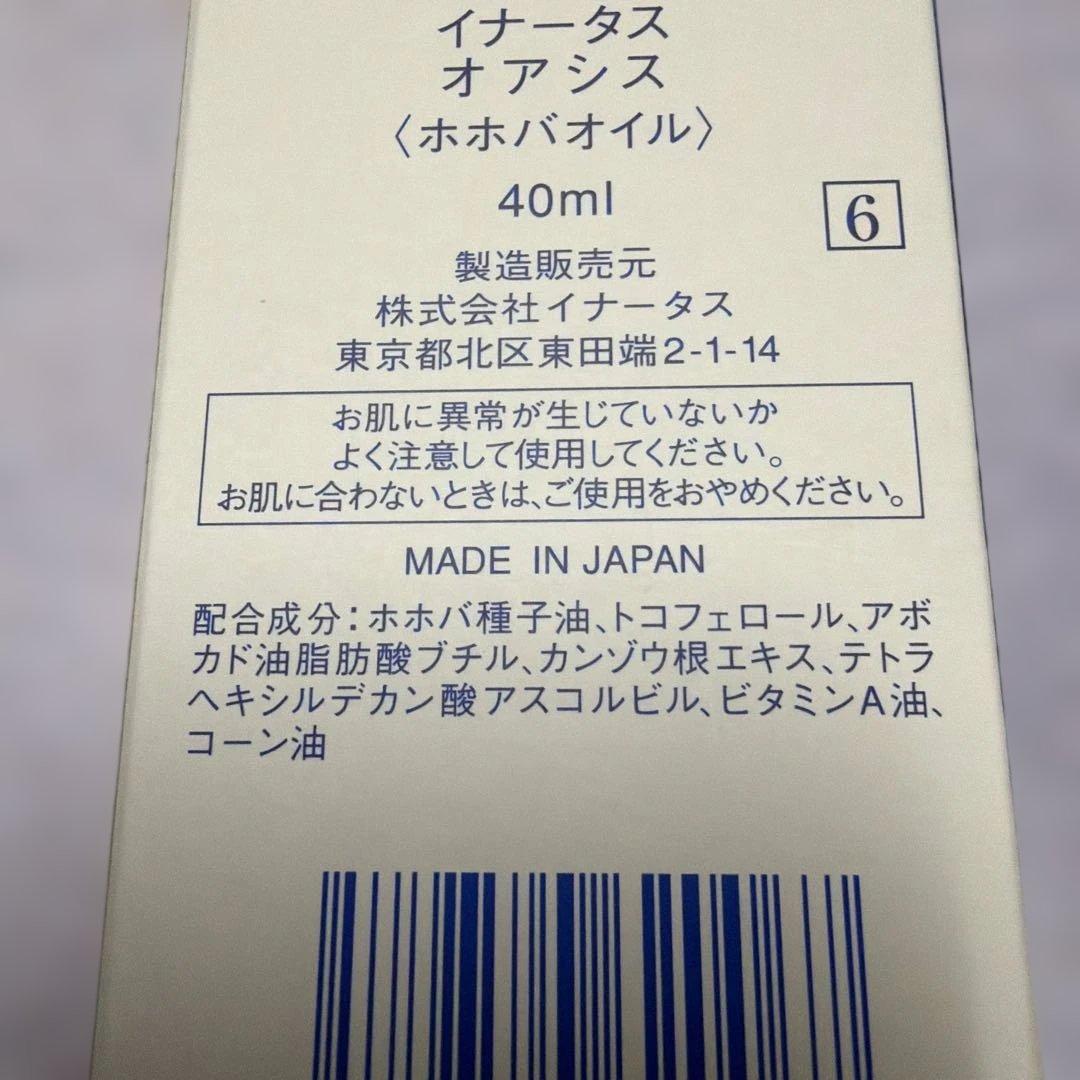 イナータス
オアシス
〈ホホバオイル〉
40ml
6
製造販売元
株式会社イナータス
東京都北区東田端2-1-14
お肌に異常が生じていないか
よく注意して使用してください。
お肌に合わないときは、ご使用をおやめください。
MADE IN JAPAN
配合成分：ホホバ種子油、トコフェロール、アボ
カド油脂肪酸ブチル、カンゾウ根エキス、テトラ
ヘキシルデカン酸アスコルビル、ビタミンA油、
コーン油